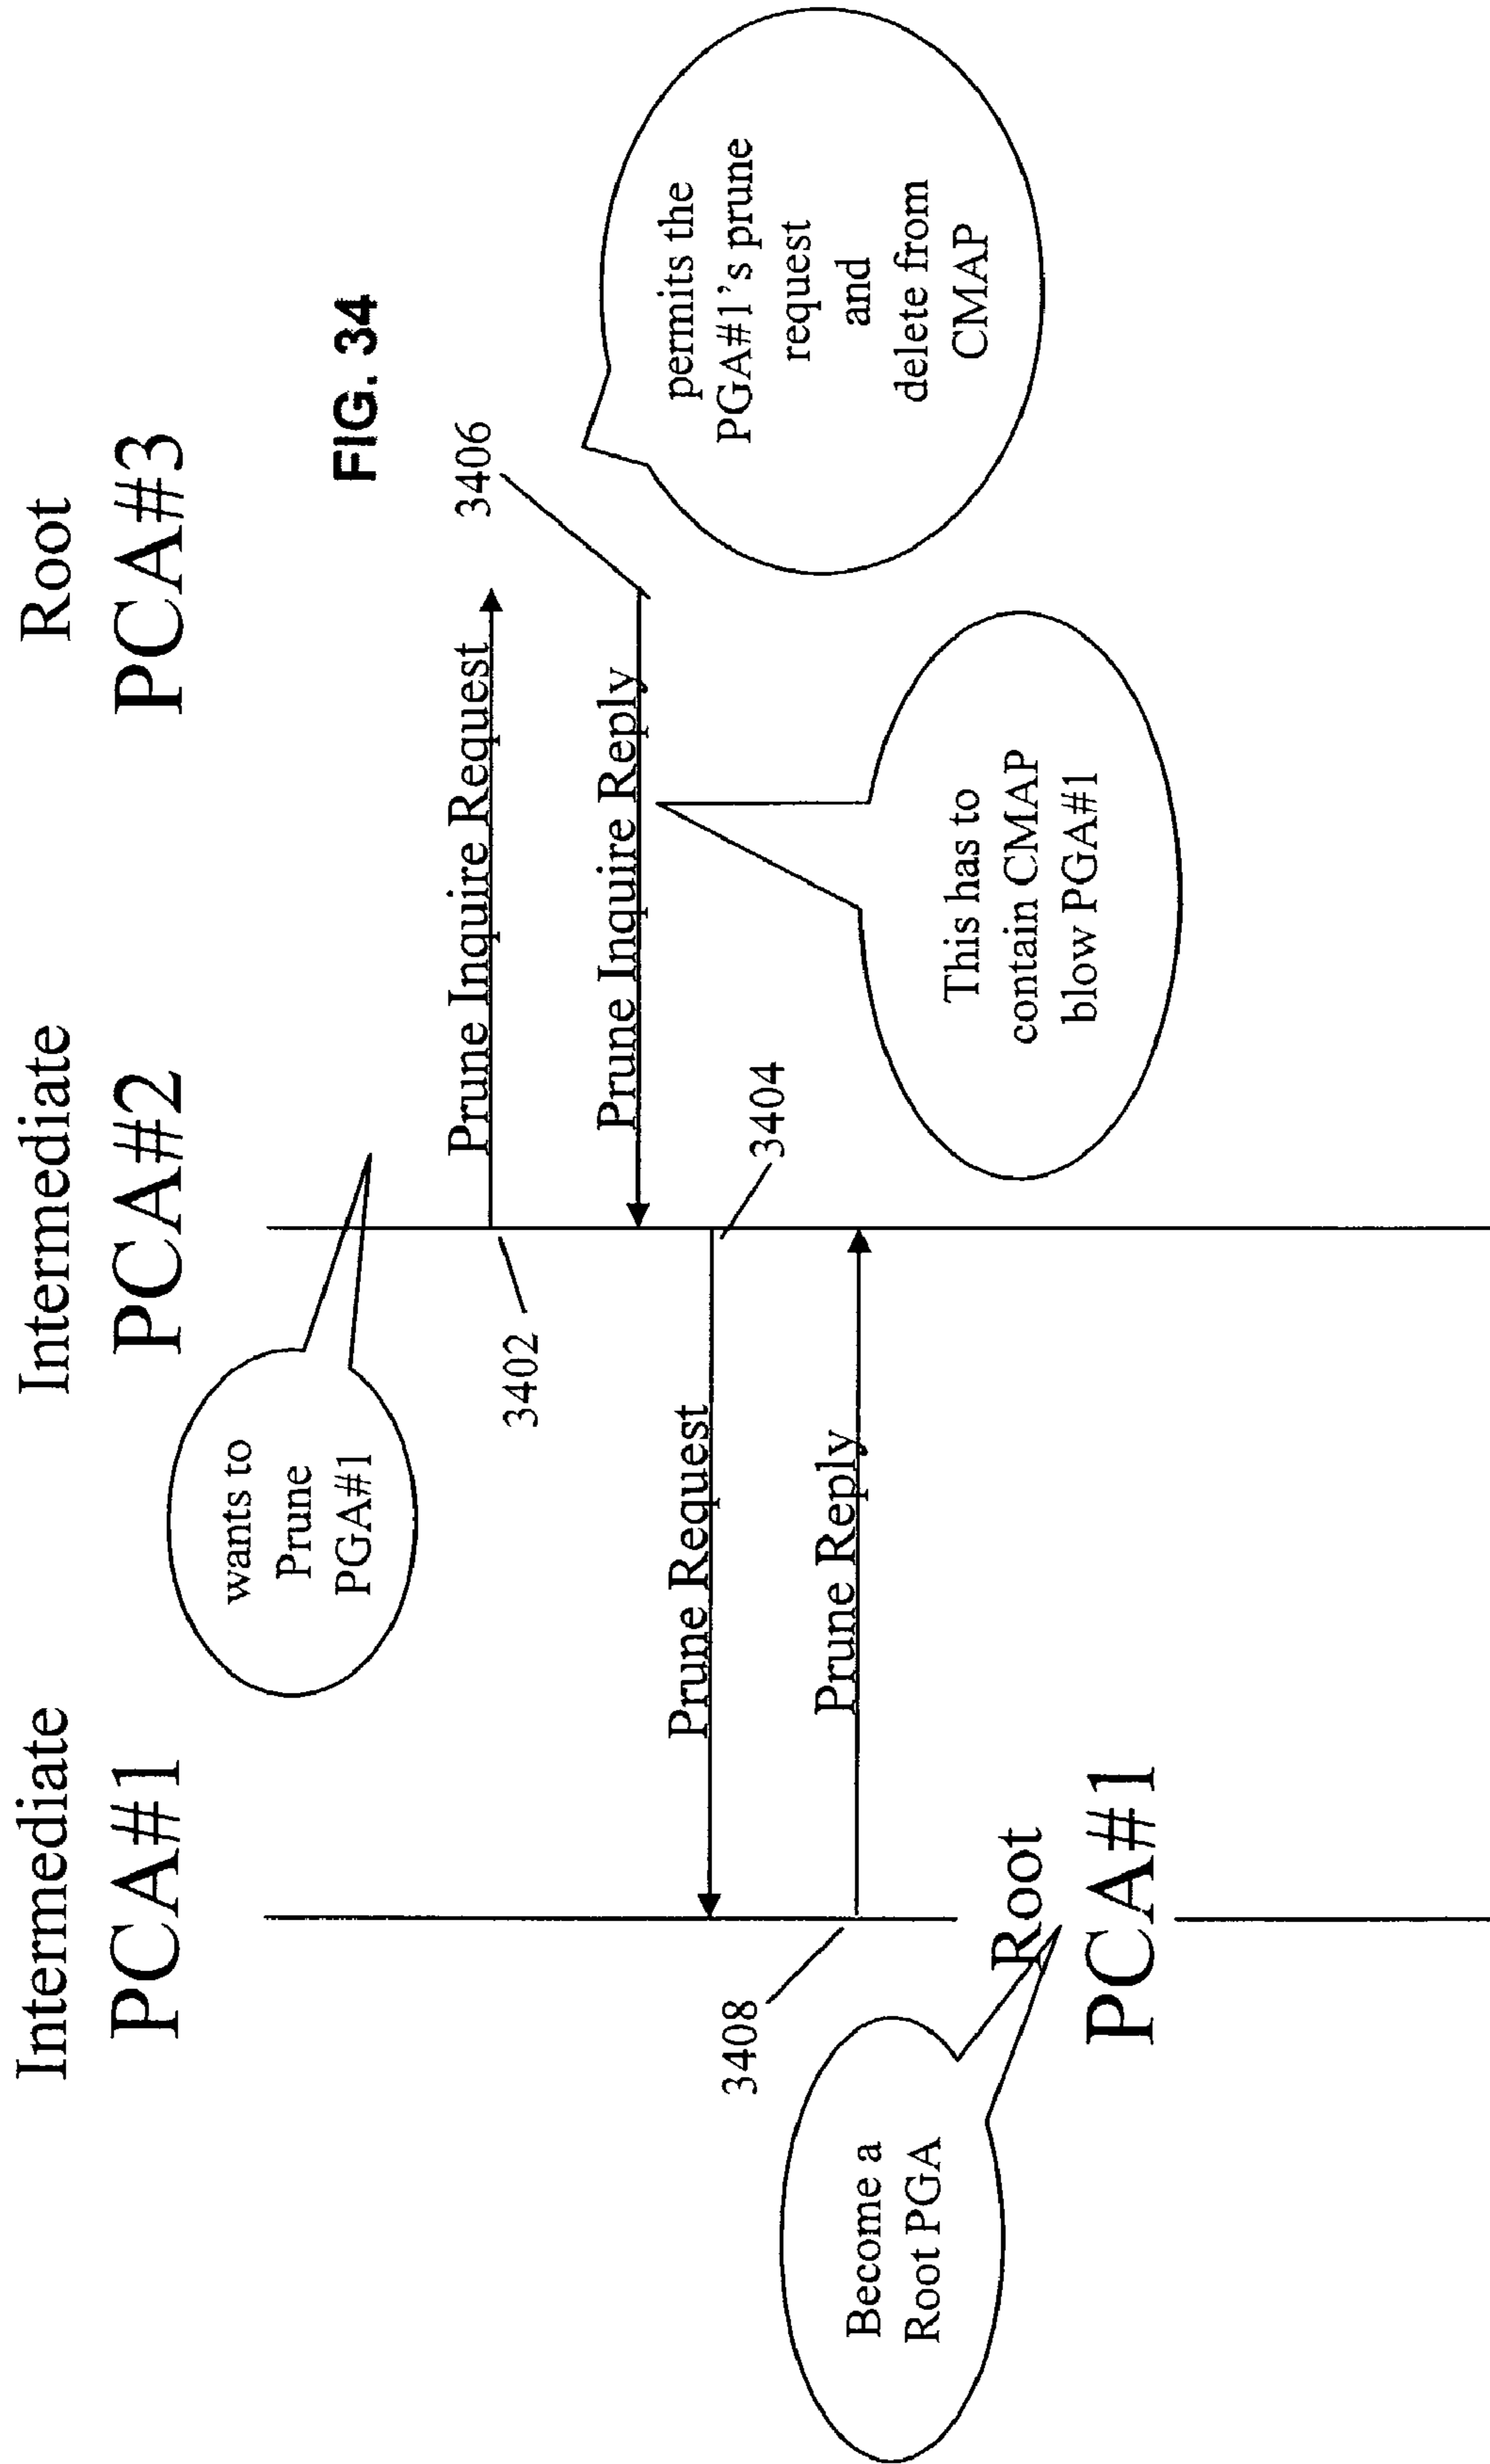 Intermediate
PCA#1
Intermediate
PCA#2
Root
PCA#3
FIG. 34
wants to
Prune
PGA#1
3402
Prune Inquire Request
3406
Prune Inquire Reply
permits the
PGA#1's prune
request
and
delete from
CMAP
Prune Request
3404
Prune Reply
This has to
contain CMAP
blow PGA#1
3408
Become a
Root PGA
Root
PCA#1